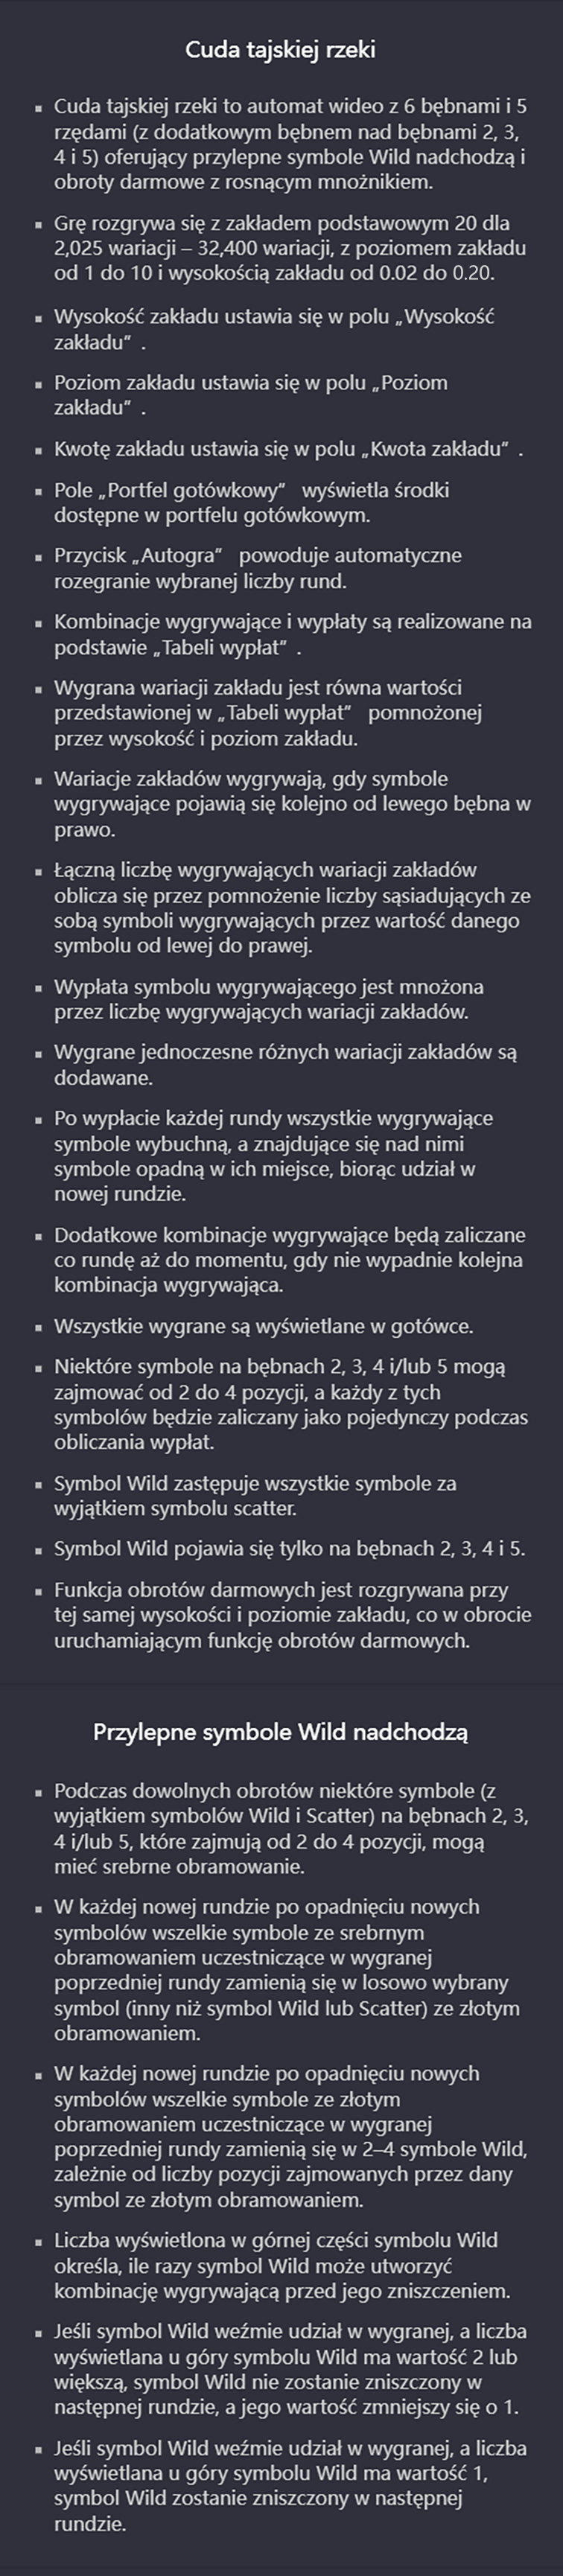 Cuda tajskiej rzeki
▪ Cuda tajskiej rzeki to automat wideo z 6 bębnami i 5
rzędami (z dodatkowym bębnem nad bębnami 2, 3,
4 i 5) oferujący przylepne symbole Wild nadchodzą i
obroty darmowe z rosnącym mnożnikiem.
▪ Grę rozgrywa się z zakładem podstawowym 20 dla
2,025 wariacji – 32,400 wariacji, z poziomem zakładu
od 1 do 10 i wysokością zakładu od 0.02 do 0.20.
▪ Wysokość zakładu ustawia się w polu „Wysokość
zakładu” .
▪ Poziom zakładu ustawia się w polu „Poziom
zakładu” .
▪ Kwotę zakładu ustawia się w polu „Kwota zakładu” .
▪ Pole „Portfel gotówkowy” wyświetla środki
dostępne w portfelu gotówkowym.
▪ Przycisk „Autogra” powoduje automatyczne
rozegranie wybranej liczby rund.
▪ Kombinacje wygrywające i wypłaty są realizowane na
podstawie „Tabeli wypłat” .
▪ Wygrana wariacji zakładu jest równa wartości
przedstawionej w „Tabeli wypłat” pomnożonej
przez wysokość i poziom zakładu.
▪ Wariacje zakładów wygrywają, gdy symbole
wygrywające pojawią się kolejno od lewego bębna w
prawo.
▪ Łączną liczbę wygrywających wariacji zakładów
oblicza się przez pomnożenie liczby sąsiadujących ze
sobą symboli wygrywających przez wartość danego
symbolu od lewej do prawej.
▪ Wypłata symbolu wygrywającego jest mnożona
przez liczbę wygrywających wariacji zakładów.
▪ Wygrane jednoczesne różnych wariacji zakładów są
dodawane.
▪ Po wypłacie każdej rundy wszystkie wygrywające
symbole wybuchną, a znajdujące się nad nimi
symbole opadną w ich miejsce, biorąc udział w
nowej rundzie.
▪ Dodatkowe kombinacje wygrywające będą zaliczane
co rundę aż do momentu, gdy nie wypadnie kolejna
kombinacja wygrywająca.
▪ Wszystkie wygrane są wyświetlane w gotówce.
▪ Niektóre symbole na bębnach 2, 3, 4 i/lub 5 mogą
zajmować od 2 do 4 pozycji, a każdy z tych
symbolów będzie zaliczany jako pojedynczy podczas
obliczania wypłat.
▪ Symbol Wild zastępuje wszystkie symbole za
wyjątkiem symbolu scatter.
▪ Symbol Wild pojawia się tylko na bębnach 2, 3, 4 i 5.
▪ Funkcja obrotów darmowych jest rozgrywana przy
tej samej wysokości i poziomie zakładu, co w obrocie
uruchamiającym funkcję obrotów darmowych.
Przylepne symbole Wild nadchodzą
▪ Podczas dowolnych obrotów niektóre symbole (z
wyjątkiem symbolów Wild i Scatter) na bębnach 2, 3,
4 i/lub 5, które zajmują od 2 do 4 pozycji, mogą
mieć srebrne obramowanie.
▪ W każdej nowej rundzie po opadnięciu nowych
symbolów wszelkie symbole ze srebrnym
obramowaniem uczestniczące w wygranej
poprzedniej rundy zamienią się w losowo wybrany
symbol (inny niż symbol Wild lub Scatter) ze złotym
obramowaniem.
▪ W każdej nowej rundzie po opadnięciu nowych
symbolów wszelkie symbole ze złotym
obramowaniem uczestniczące w wygranej
poprzedniej rundy zamienią się w 2–4 symbole Wild,
zależnie od liczby pozycji zajmowanych przez dany
symbol ze złotym obramowaniem.
▪ Liczba wyświetlona w górnej części symbolu Wild
określa, ile razy symbol Wild może utworzyć
kombinację wygrywającą przed jego zniszczeniem.
▪ Jeśli symbol Wild weźmie udział w wygranej, a liczba
wyświetlana u góry symbolu Wild ma wartość 2 lub
większą, symbol Wild nie zostanie zniszczony w
następnej rundzie, a jego wartość zmniejszy się o 1.
▪ Jeśli symbol Wild weźmie udział w wygranej, a liczba
wyświetlana u góry symbolu Wild ma wartość 1,
symbol Wild zostanie zniszczony w następnej
rundzie.